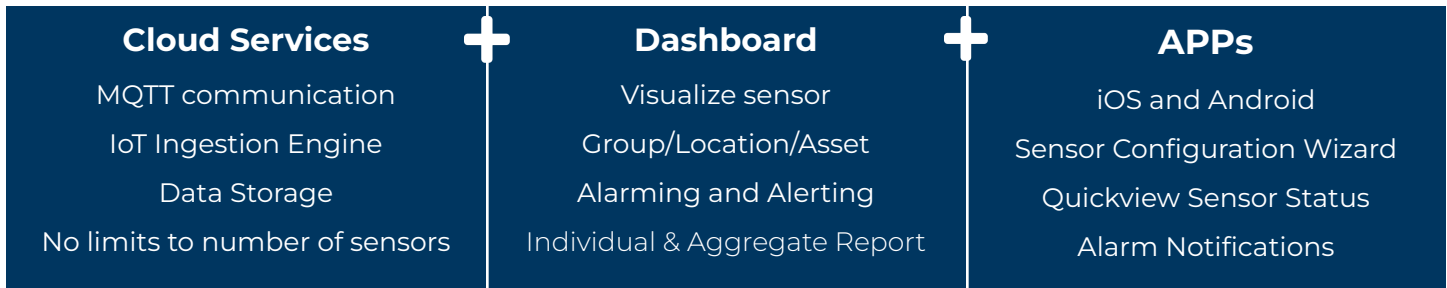 Cloud Services
MQTT communication
IoT Ingestion Engine
Data Storage
No limits to number of sensors
Dashboard
Visualize sensor
Group/Location/Asset
Alarming and Alerting
Individual & Aggregate Report
APPs
iOS and Android
Sensor Configuration Wizard
Quickview Sensor Status
Alarm Notifications